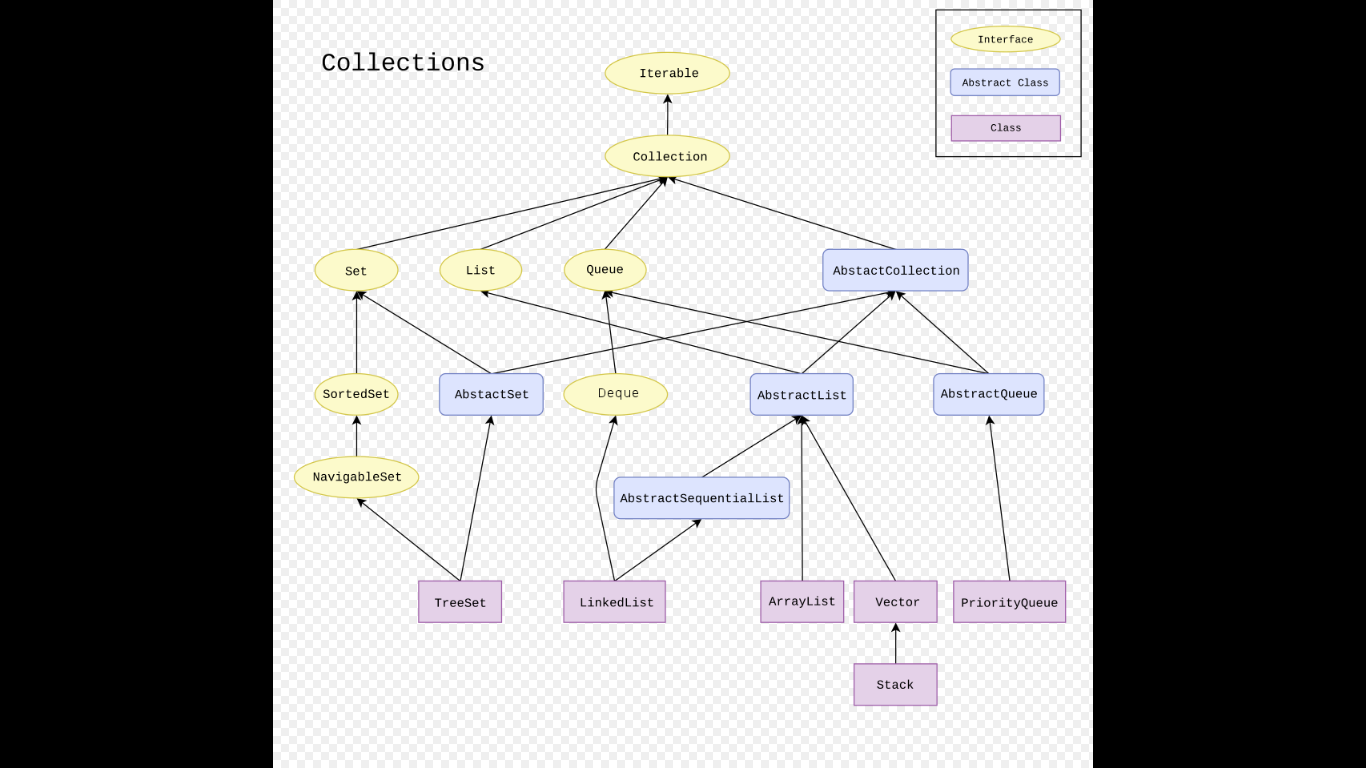 Collections
Interface
Abstract Class
Class
Iterable
Collection
Set
List
Queue
AbstactCollection
SortedSet
AbstactSet
Deque
AbstractList
AbstractQueue
NavigableSet
AbstractSequentialList
TreeSet
LinkedList
ArrayList
Vector
PriorityQueue
Stack